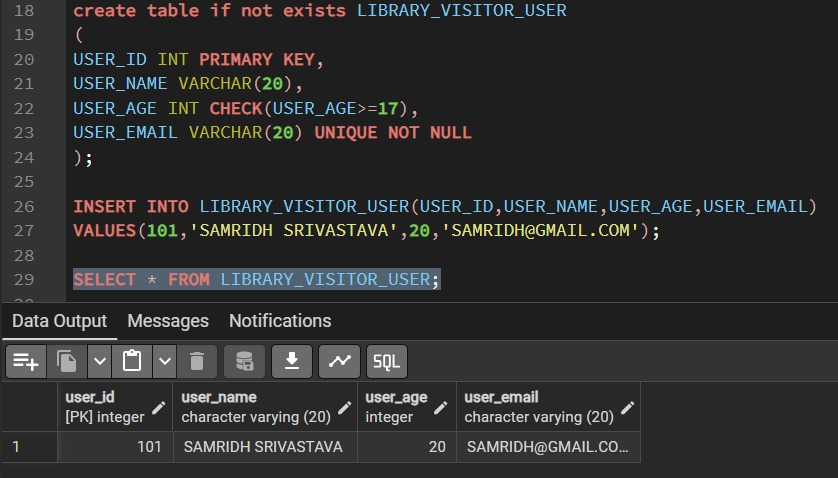 18 create table if not exists LIBRARY_VISITOR_USER
19 (
20 USER_ID INT PRIMARY KEY,
21 USER_NAME VARCHAR(20),
22 USER_AGE INT CHECK(USER_AGE>=17),
23 USER_EMAIL VARCHAR(20) UNIQUE NOT NULL
24 );
25
26 INSERT INTO LIBRARY_VISITOR_USER(USER_ID,USER_NAME,USER_AGE,USER_EMAIL)
27 VALUES(101,'SAMRIDH SRIVASTAVA',20,'SAMRIDH@GMAIL.COM');
28
29 SELECT * FROM LIBRARY_VISITOR_USER;
Data Output Messages Notifications
SQL
user_id user_name user_age user_email
[PK] integer character varying (20) integer character varying (20)
1 101 SAMRIDH SRIVASTAVA 20 SAMRIDH@GMAIL.CO...